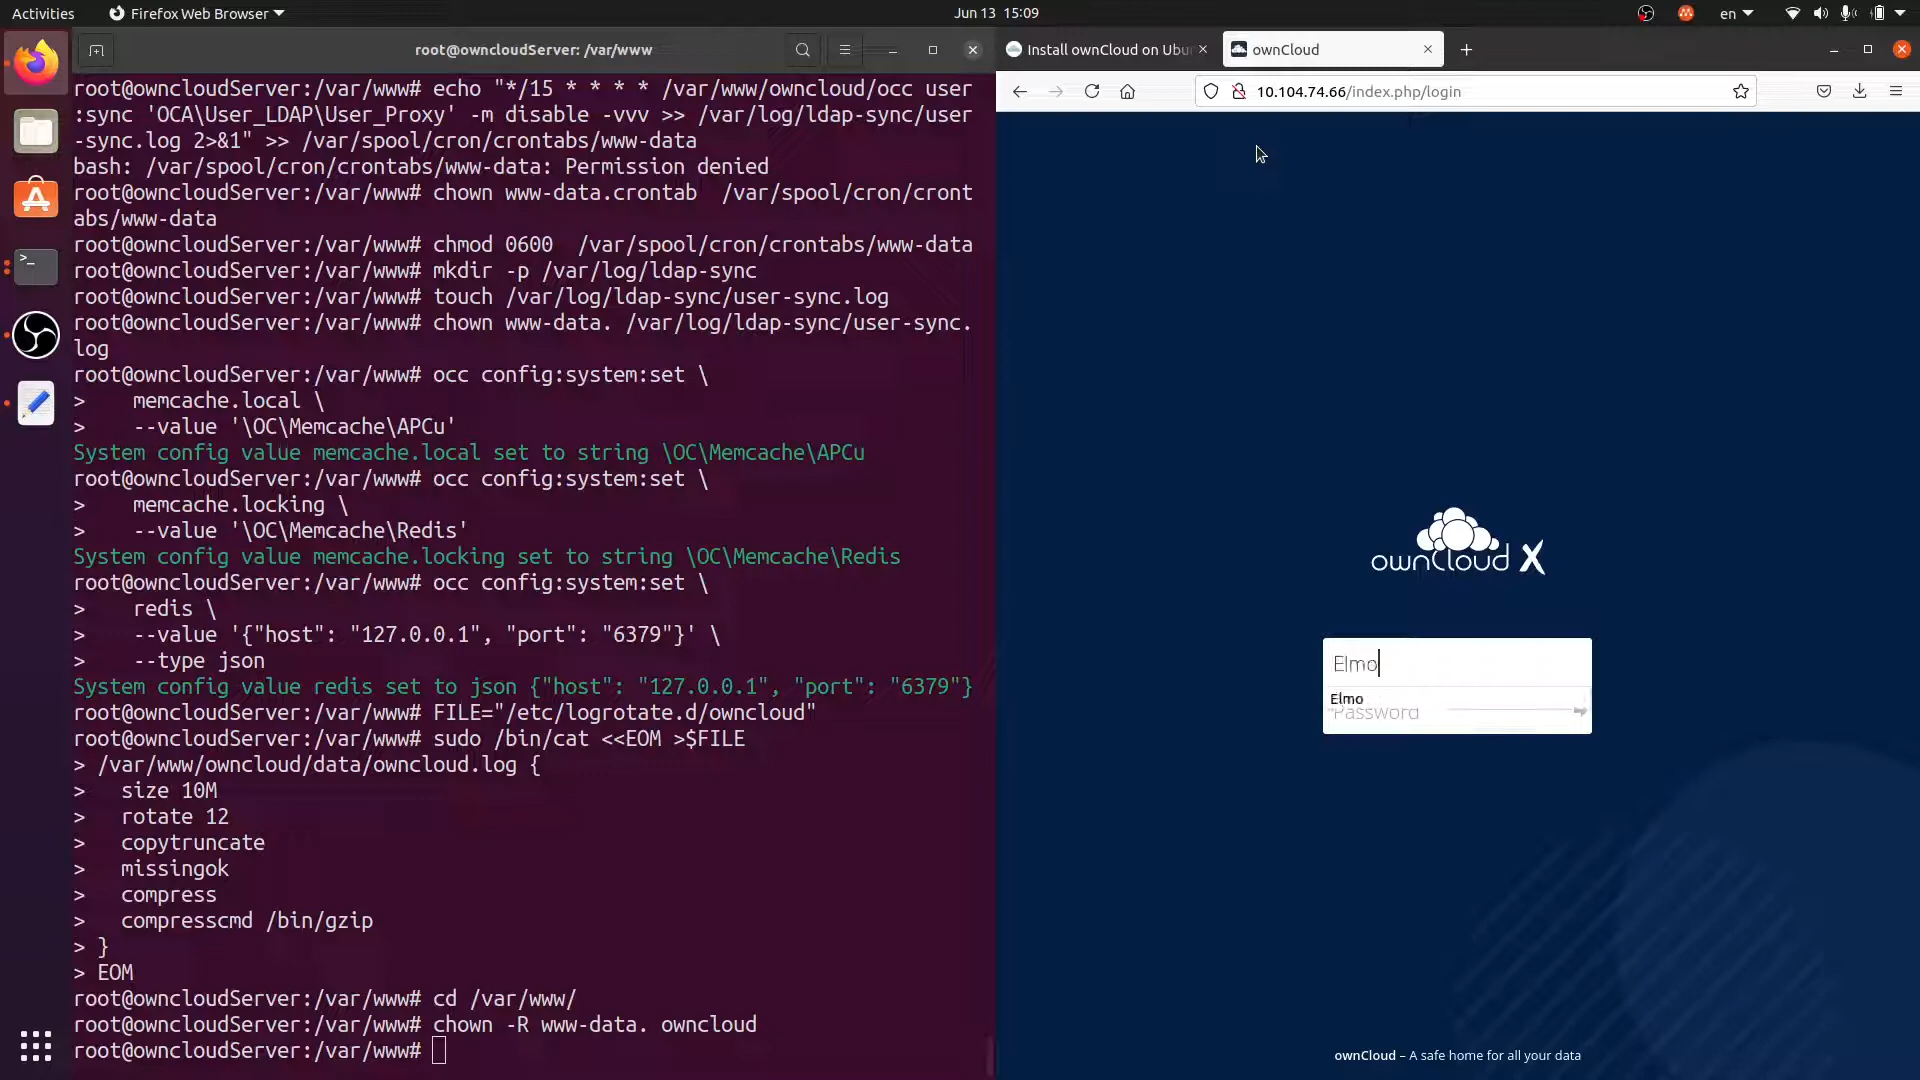 Activities
Firefox Web Browser
Jun 13 15:09
en
root@owncloudServer: /var/www
Install ownCloud on Ubu
ownCloud
10.104.74.66/index.php/login
root@owncloudServer:/var/www# echo "*/15 * * * * /var/www/owncloud/occ user
:sync 'OCA\User_LDAP\User_Proxy' -m disable -vvv >> /var/log/ldap-sync/user
-sync.log 2>&1" >> /var/spool/cron/crontabs/www-data
bash: /var/spool/cron/crontabs/www-data: Permission denied
root@owncloudServer:/var/www# chown www-data.crontab  /var/spool/cron/cront
abs/www-data
root@owncloudServer:/var/www# chmod 0600  /var/spool/cron/crontabs/www-data
root@owncloudServer:/var/www# mkdir -p /var/log/ldap-sync
root@owncloudServer:/var/www# touch /var/log/ldap-sync/user-sync.log
root@owncloudServer:/var/www# chown www-data. /var/log/ldap-sync/user-sync.
log
root@owncloudServer:/var/www# occ config:system:set \
>    memcache.local \
>    --value '\OC\Memcache\APCu'
System config value memcache.local set to string \OC\Memcache\APCu
root@owncloudServer:/var/www# occ config:system:set \
>    memcache.locking \
>    --value '\OC\Memcache\Redis'
System config value memcache.locking set to string \OC\Memcache\Redis
root@owncloudServer:/var/www# occ config:system:set \
>    redis \
>    --value '{"host": "127.0.0.1", "port": "6379"}' \
>    --type json
System config value redis set to json {"host": "127.0.0.1", "port": "6379"}
root@owncloudServer:/var/www# FILE="/etc/logrotate.d/owncloud"
root@owncloudServer:/var/www# sudo /bin/cat <<EOM >$FILE
> /var/www/owncloud/data/owncloud.log {
>   size 10M
>   rotate 12
>   copytruncate
>   missingok
>   compress
>   compresscmd /bin/gzip
> }
> EOM
root@owncloudServer:/var/www# cd /var/www/
root@owncloudServer:/var/www# chown -R www-data. owncloud
root@owncloudServer:/var/www#
ownCloud X
Elmo
Elmo
Password
ownCloud – A safe home for all your data